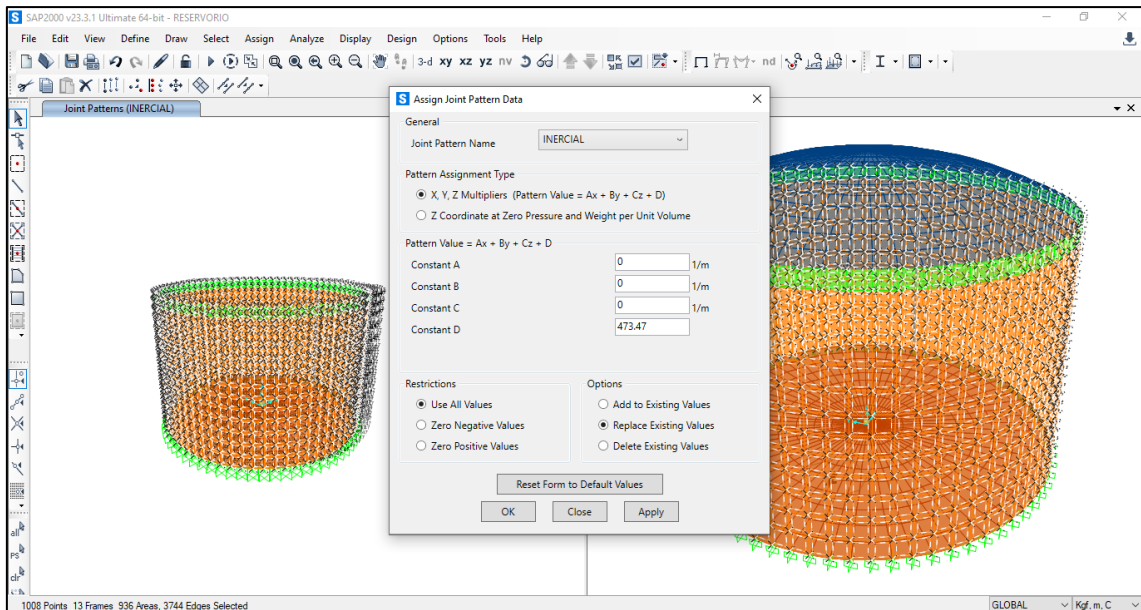 SAP2000 v23.3.1 Ultimate 64-bit - RESERVORIO
File Edit View Define Draw Select Assign Analyze Display Design Options Tools Help
3-d xy xz yz nv nd
Joint Patterns (INERCIAL)
Assign Joint Pattern Data
General
Joint Pattern Name INERCIAL
Pattern Assignment Type
X, Y, Z Multipliers (Pattern Value = Ax + By + Cz + D)
Z Coordinate at Zero Pressure and Weight per Unit Volume
Pattern Value = Ax + By + Cz + D
Constant A 0 1/m
Constant B 0 1/m
Constant C 0 1/m
Constant D 473.47
Restrictions Options
Use All Values Add to Existing Values
Zero Negative Values Replace Existing Values
Zero Positive Values Delete Existing Values
Reset Form to Default Values
OK Close Apply
all
PS
clr
1008 Points 13 Frames 936 Areas, 3744 Edges Selected GLOBAL Kgf, m, C